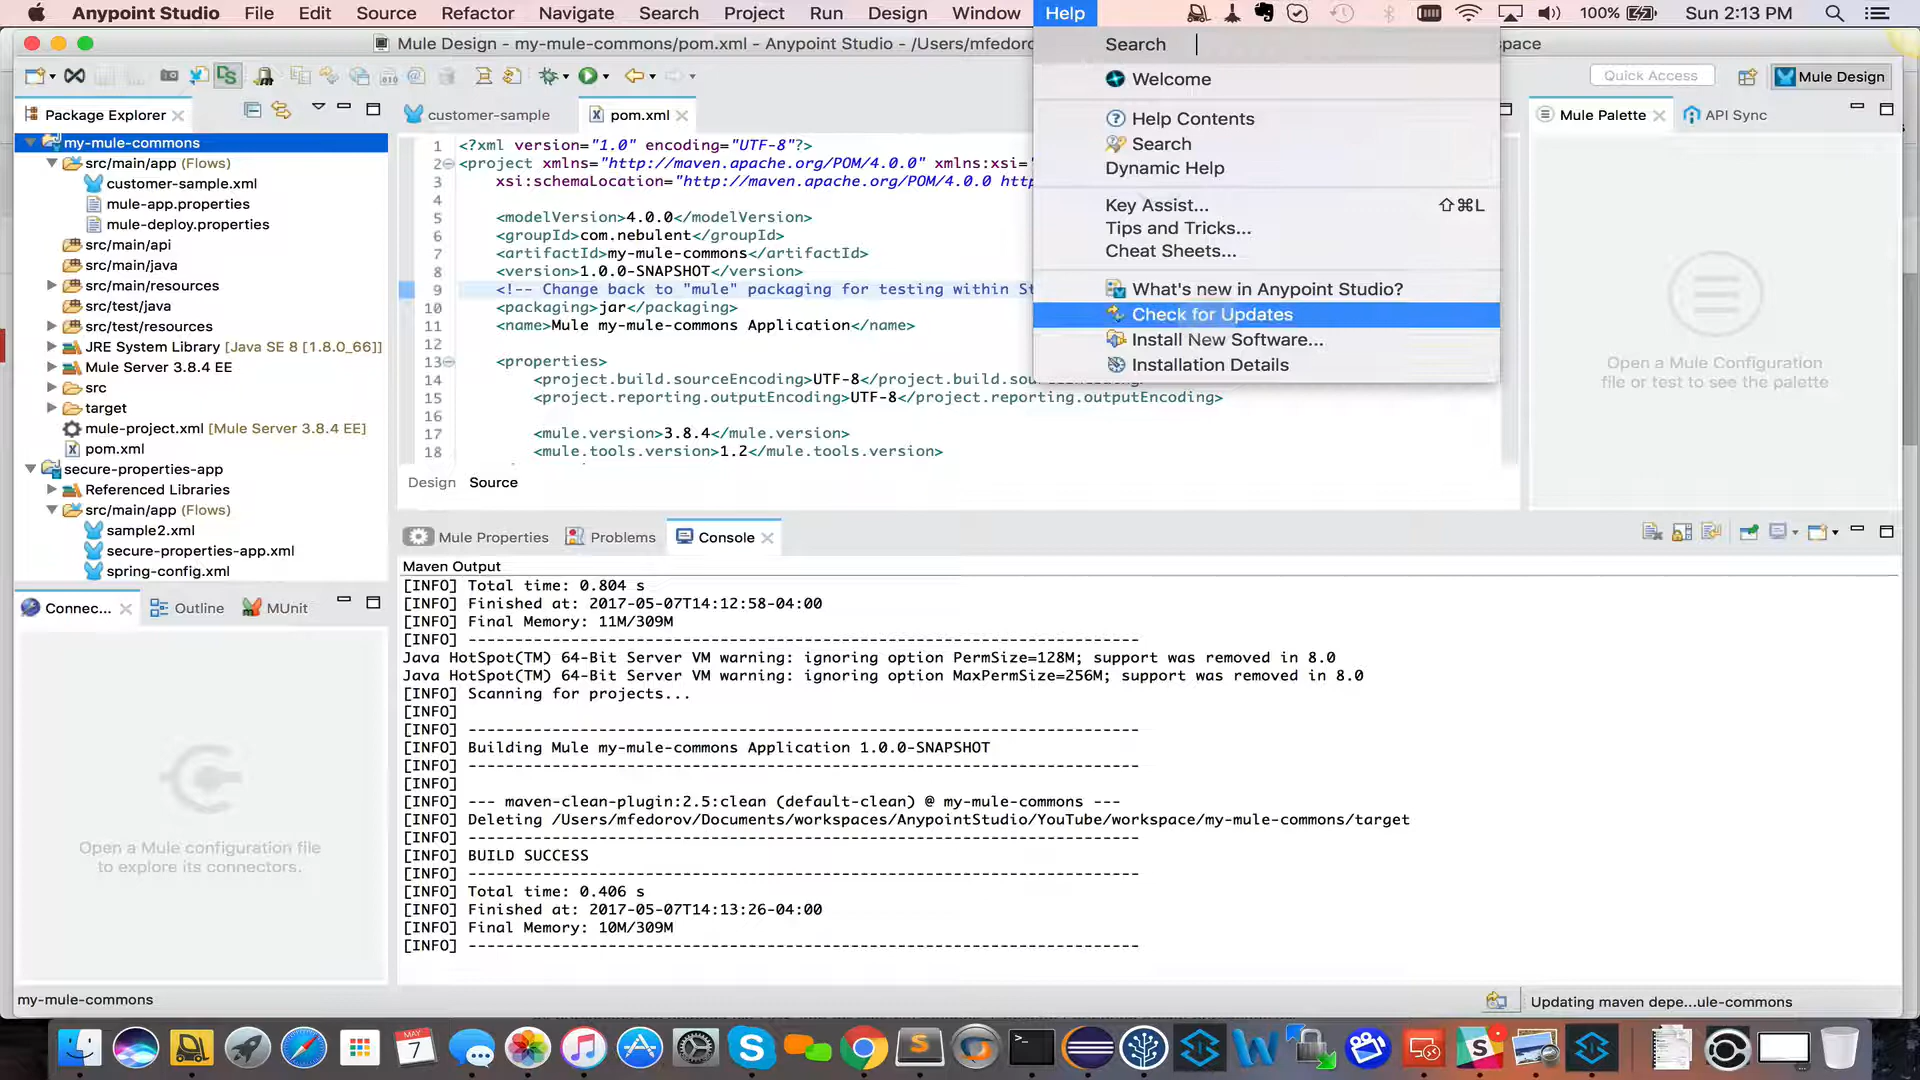 Anypoint Studio File Edit Source Refactor Navigate Search Project Run Design Window Help 100% Sun 2:13 PM
Mule Design - my-mule-commons/pom.xml - Anypoint Studio - /Users/mfedoro
space
Quick Access
Mule Design
Package Explorer
my-mule-commons
src/main/app (Flows)
customer-sample.xml
mule-app.properties
mule-deploy.properties
src/main/api
src/main/java
src/main/resources
src/test/java
src/test/resources
JRE System Library [Java SE 8 [1.8.0_66]]
Mule Server 3.8.4 EE
src
target
mule-project.xml [Mule Server 3.8.4 EE]
pom.xml
secure-properties-app
Referenced Libraries
src/main/app (Flows)
sample2.xml
secure-properties-app.xml
spring-config.xml
customer-sample
pom.xml
1 <?xml version="1.0" encoding="UTF-8"?>
2 <project xmlns="http://maven.apache.org/POM/4.0.0" xmlns:xsi="
3 xsi:schemaLocation="http://maven.apache.org/POM/4.0.0 http
4
5 <modelVersion>4.0.0</modelVersion>
6 <groupId>com.nebulent</groupId>
7 <artifactId>my-mule-commons</artifactId>
8 <version>1.0.0-SNAPSHOT</version>
9 <!-- Change back to "mule" packaging for testing within St
10 <packaging>jar</packaging>
11 <name>Mule my-mule-commons Application</name>
12
13 <properties>
14 <project.build.sourceEncoding>UTF-8</project.build.sourceEncoding>
15 <project.reporting.outputEncoding>UTF-8</project.reporting.outputEncoding>
16
17 <mule.version>3.8.4</mule.version>
18 <mule.tools.version>1.2</mule.tools.version>
Design Source
Search
Welcome
Help Contents
Search
Dynamic Help
Key Assist... ⇧⌘L
Tips and Tricks...
Cheat Sheets...
What's new in Anypoint Studio?
Check for Updates
Install New Software...
Installation Details
Mule Palette
API Sync
Open a Mule Configuration
file or test to see the palette
Connec...
Outline
MUnit
Open a Mule configuration file
to explore its connectors.
Mule Properties
Problems
Console
Maven Output
[INFO] Total time: 0.804 s
[INFO] Finished at: 2017-05-07T14:12:58-04:00
[INFO] Final Memory: 11M/309M
[INFO] ------------------------------------------------------------------------
Java HotSpot(TM) 64-Bit Server VM warning: ignoring option PermSize=128M; support was removed in 8.0
Java HotSpot(TM) 64-Bit Server VM warning: ignoring option MaxPermSize=256M; support was removed in 8.0
[INFO] Scanning for projects...
[INFO]
[INFO] ------------------------------------------------------------------------
[INFO] Building Mule my-mule-commons Application 1.0.0-SNAPSHOT
[INFO] ------------------------------------------------------------------------
[INFO]
[INFO] --- maven-clean-plugin:2.5:clean (default-clean) @ my-mule-commons ---
[INFO] Deleting /Users/mfedorov/Documents/workspaces/AnypointStudio/YouTube/workspace/my-mule-commons/target
[INFO] ------------------------------------------------------------------------
[INFO] BUILD SUCCESS
[INFO] ------------------------------------------------------------------------
[INFO] Total time: 0.406 s
[INFO] Finished at: 2017-05-07T14:13:26-04:00
[INFO] Final Memory: 10M/309M
[INFO] ------------------------------------------------------------------------
my-mule-commons
Updating maven depe...ule-commons
MAY
7